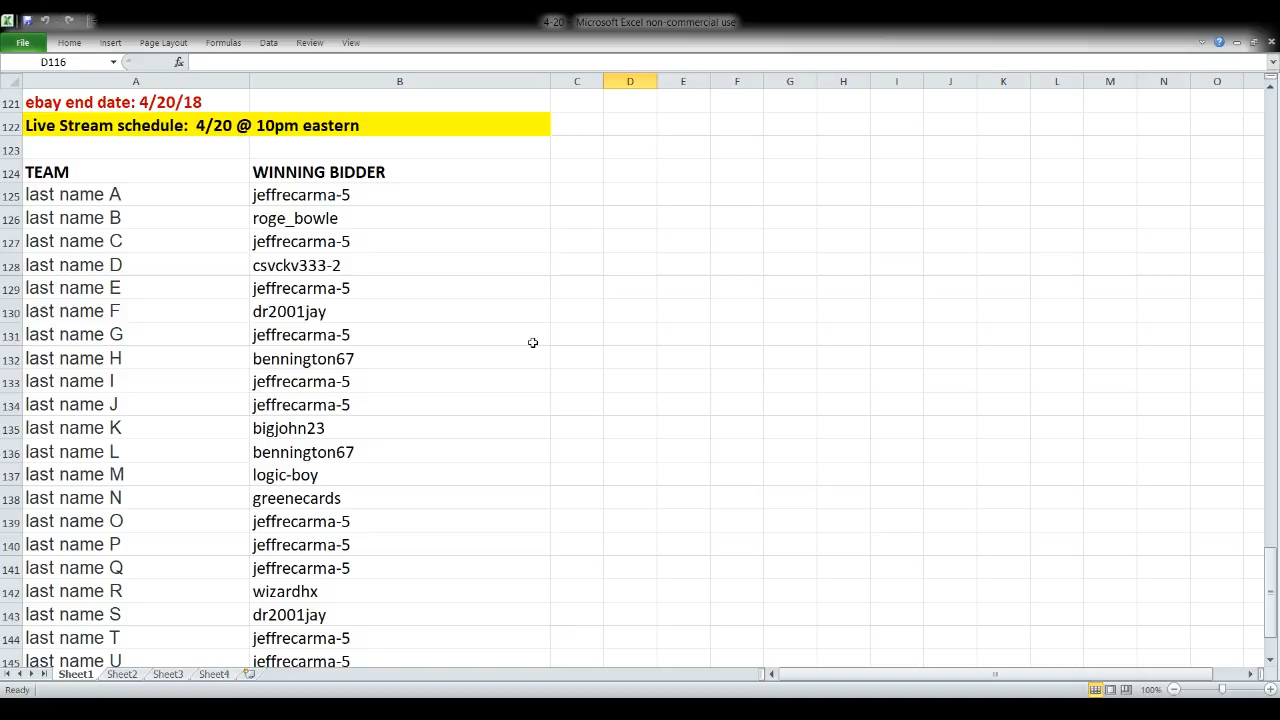 4-20 - Microsoft Excel non-commercial use
File Home Insert Page Layout Formulas Data Review View
D116 fx
A B C D E F G H I J K L M N O
121 ebay end date: 4/20/18
122 Live Stream schedule: 4/20 @ 10pm eastern
123
124 TEAM WINNING BIDDER
125 last name A jeffrecarma-5
126 last name B roge_bowle
127 last name C jeffrecarma-5
128 last name D csvckv333-2
129 last name E jeffrecarma-5
130 last name F dr2001jay
131 last name G jeffrecarma-5
132 last name H bennington67
133 last name I jeffrecarma-5
134 last name J jeffrecarma-5
135 last name K bigjohn23
136 last name L bennington67
137 last name M logic-boy
138 last name N greenecards
139 last name O jeffrecarma-5
140 last name P jeffrecarma-5
141 last name Q jeffrecarma-5
142 last name R wizardhx
143 last name S dr2001jay
144 last name T jeffrecarma-5
145 last name U jeffrecarma-5
Sheet1 Sheet2 Sheet3 Sheet4
Ready 100%